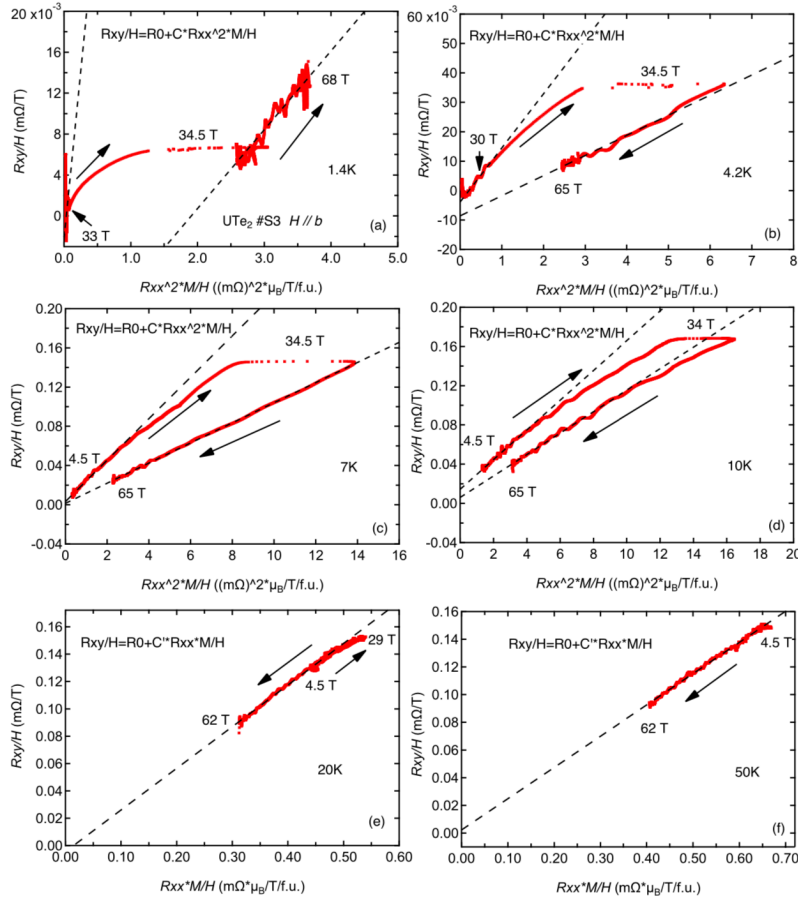 20x10⁻³
Rxy/H=R0+C*Rxx^2*M/H
16
12
8
4
0
Rxy/H (mΩ/T)
68 T
34.5 T
1.4K
33 T
UTe₂ #S3 H // b
(a)
0.0 1.0 2.0 3.0 4.0 5.0
Rxx^2*M/H ((mΩ)^2*μB/T/f.u.)
60x10⁻³
Rxy/H=R0+C*Rxx^2*M/H
50
40
30
20
10
0
-10
-20
Rxy/H (mΩ/T)
34.5 T
30 T
65 T
4.2K
(b)
0 2 4 6 8
Rxx^2*M/H ((mΩ)^2*μB/T/f.u.)
0.20
0.16
0.12
0.08
0.04
0.00
-0.04
Rxy/H (mΩ/T)
Rxy/H=R0+C*Rxx^2*M/H
34.5 T
4.5 T
65 T
7K
(c)
0 2 4 6 8 10 12 14 16
Rxx^2*M/H ((mΩ)^2*μB/T/f.u.)
0.20
0.16
0.12
0.08
0.04
0.00
-0.04
Rxy/H (mΩ/T)
Rxy/H=R0+C*Rxx^2*M/H
34 T
4.5 T
65 T
10K
(d)
0 2 4 6 8 10 12 14 16 18 20
Rxx^2*M/H ((mΩ)^2*μB/T/f.u.)
0.16
0.14
0.12
0.10
0.08
0.06
0.04
0.02
0.00
Rxy/H (mΩ/T)
Rxy/H=R0+C'*Rxx*M/H
29 T
4.5 T
62 T
20K
(e)
0.00 0.10 0.20 0.30 0.40 0.50 0.60
Rxx*M/H (mΩ*μB/T/f.u.)
0.16
0.14
0.12
0.10
0.08
0.06
0.04
0.02
0.00
Rxy/H (mΩ/T)
Rxy/H=R0+C'*Rxx*M/H
4.5 T
62 T
50K
(f)
0.00 0.10 0.20 0.30 0.40 0.50 0.60 0.70
Rxx*M/H (mΩ*μB/T/f.u.)